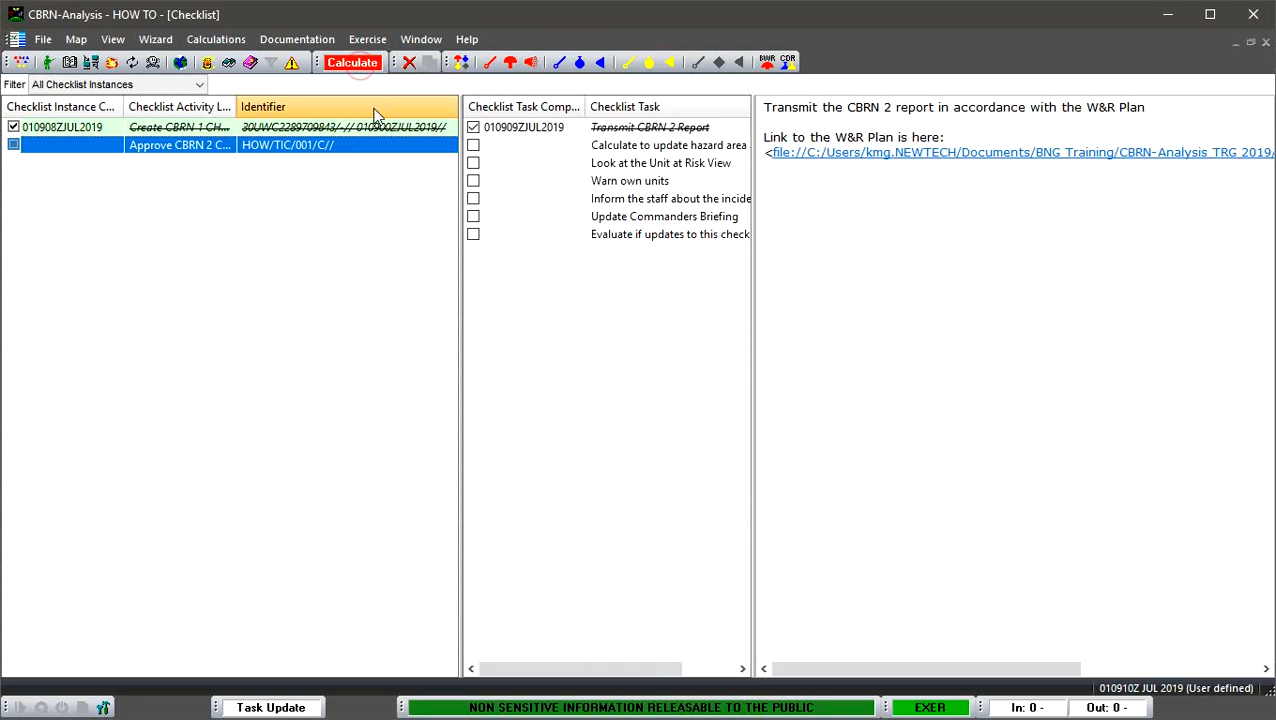 CBRN-Analysis - HOW TO - [Checklist]
File Map View Wizard Calculations Documentation Exercise Window Help
Calculate BWR CDR
Filter All Checklist Instances
Checklist Instance C... Checklist Activity L... Identifier
010908ZJUL2019 Create CBRN 1 CH... 30UWC2289709843/-// 010900ZJUL2019//
Approve CBRN 2 C... HOW/TIC/001/C//
Checklist Task Comp... Checklist Task
010909ZJUL2019 Transmit CBRN 2 Report
Calculate to update hazard area
Look at the Unit at Risk View
Warn own units
Inform the staff about the incide
Update Commanders Briefing
Evaluate if updates to this check
Transmit the CBRN 2 report in accordance with the W&R Plan
Link to the W&R Plan is here:
<file://C:/Users/kmg.NEWTECH/Documents/BNG Training/CBRN-Analysis TRG 2019/
010910Z JUL 2019 (User defined)
Task Update NON SENSITIVE INFORMATION RELEASABLE TO THE PUBLIC EXER In: 0 - Out: 0 -